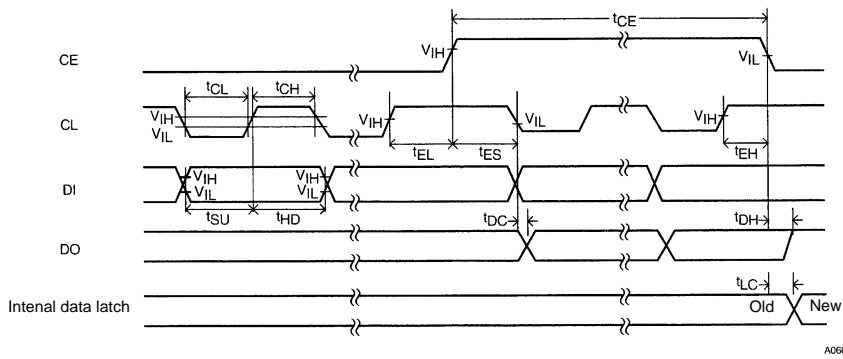 tCE
CE
VIH
VIL
tCL
tCH
CL
VIH
VIL
VIH
VIL
VIH
tEL
tES
tEH
DI
VIH
VIL
VIH
VIL
tSU
tHD
tDC
tDH
DO
tLC
Intenal data latch
Old
New